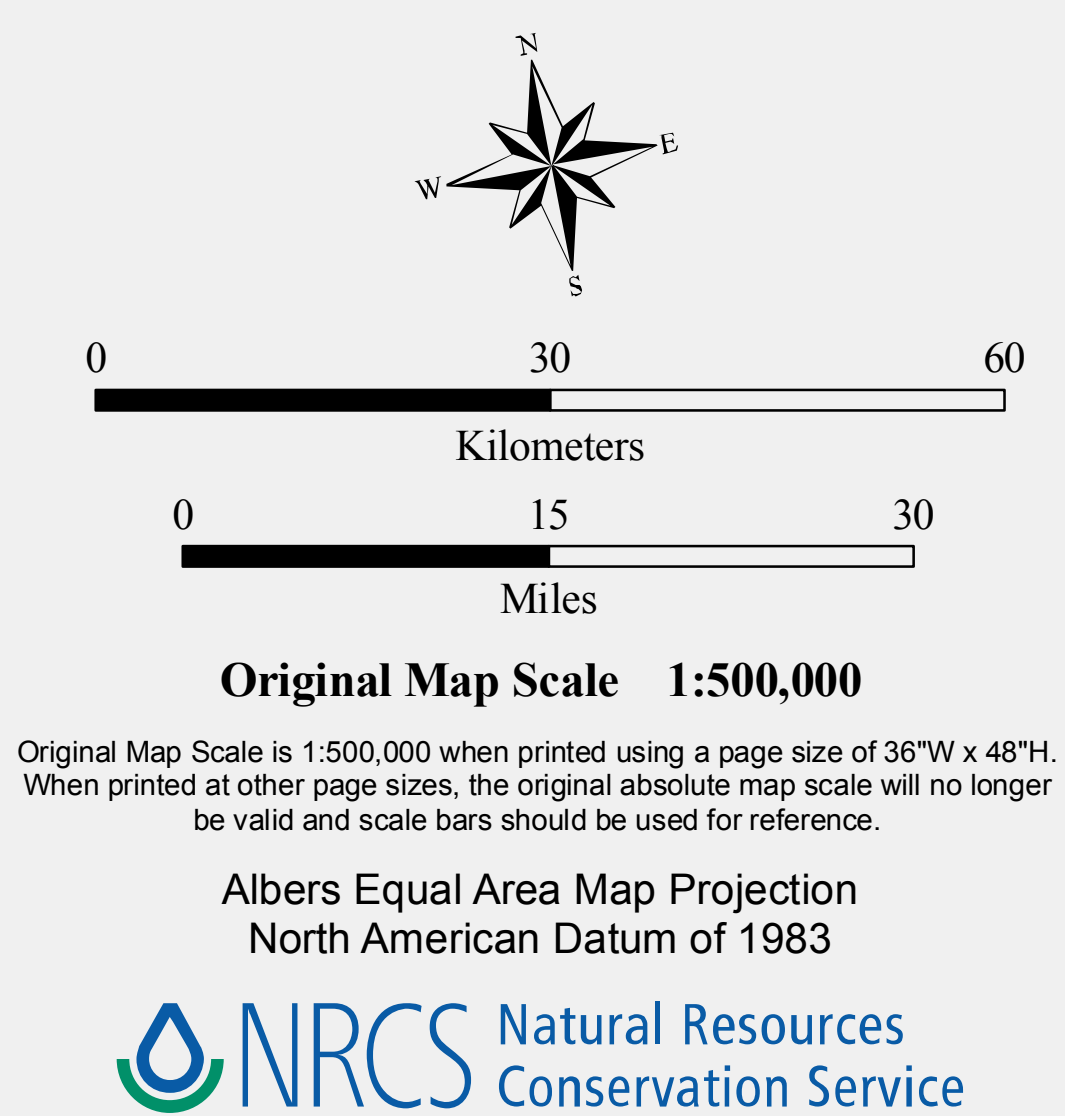 N
E
W
S
0 30 60
Kilometers
0 15 30
Miles
Original Map Scale 1:500,000
Original Map Scale is 1:500,000 when printed using a page size of 36"W x 48"H.
When printed at other page sizes, the original absolute map scale will no longer
be valid and scale bars should be used for reference.
Albers Equal Area Map Projection
North American Datum of 1983
NRCS Natural Resources
Conservation Service